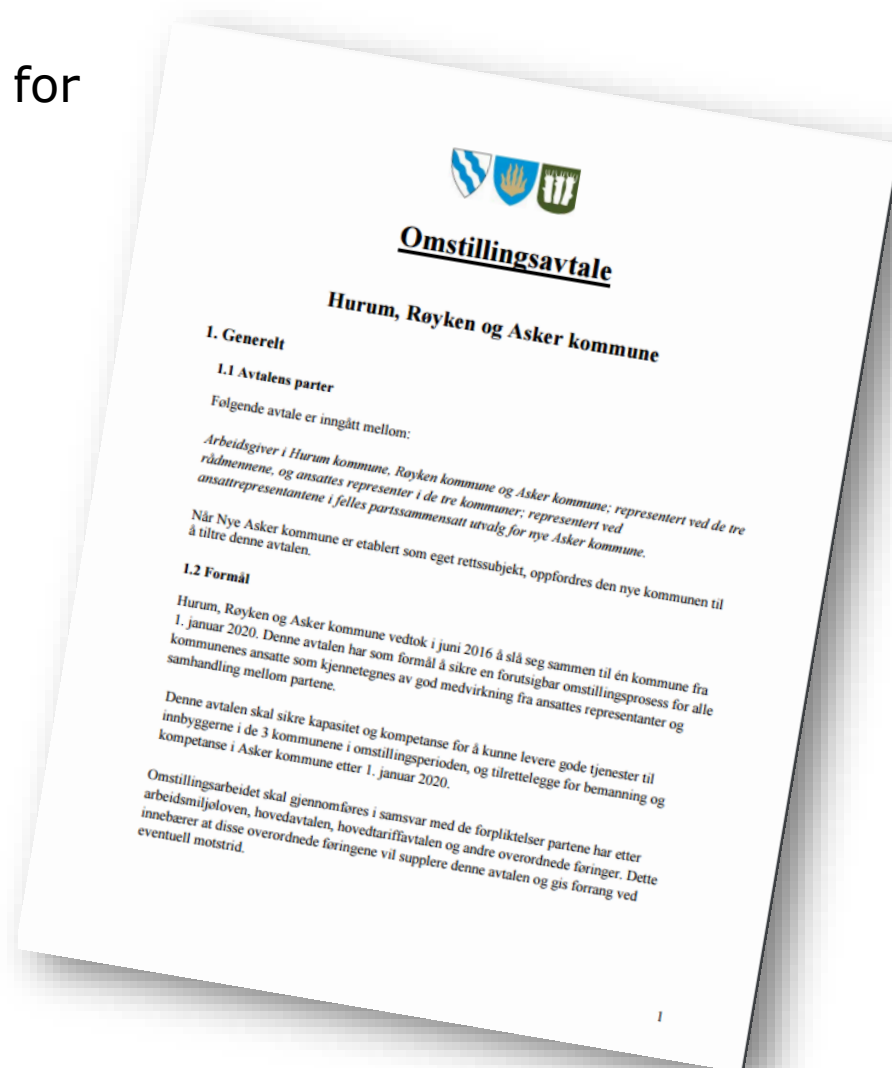 for
Omstillingsavtale
Hurum, Røyken og Asker kommune
1. Generelt
1.1 Avtalens parter
Følgende avtale er inngått mellom:
Arbeidsgiver i Hurum kommune, Røyken kommune og Asker kommune; representert ved de tre
rådmennene, og ansattes representer i de tre kommuner; representert ved
ansattrepresentantene i felles partssammensatt utvalg for nye Asker kommune.
Når Nye Asker kommune er etablert som eget rettssubjekt, oppfordres den nye kommunen til
å tiltre denne avtalen.
1.2 Formål
Hurum, Røyken og Asker kommune vedtok i juni 2016 å slå seg sammen til én kommune fra
1. januar 2020. Denne avtalen har som formål å sikre en forutsigbar omstillingsprosess for alle
kommunenes ansatte som kjennetegnes av god medvirkning fra ansattes representanter og
samhandling mellom partene.
Denne avtalen skal sikre kapasitet og kompetanse for å kunne levere gode tjenester til
innbyggerne i de 3 kommunene i omstillingsperioden, og tilrettelegge for bemanning og
kompetanse i Asker kommune etter 1. januar 2020.
Omstillingsarbeidet skal gjennomføres i samsvar med de forpliktelser partene har etter
arbeidsmiljøloven, hovedavtalen, hovedtariffavtalen og andre overordnede føringer. Dette
innebærer at disse overordnede føringene vil supplere denne avtalen og gis forrang ved
eventuell motstrid.
1